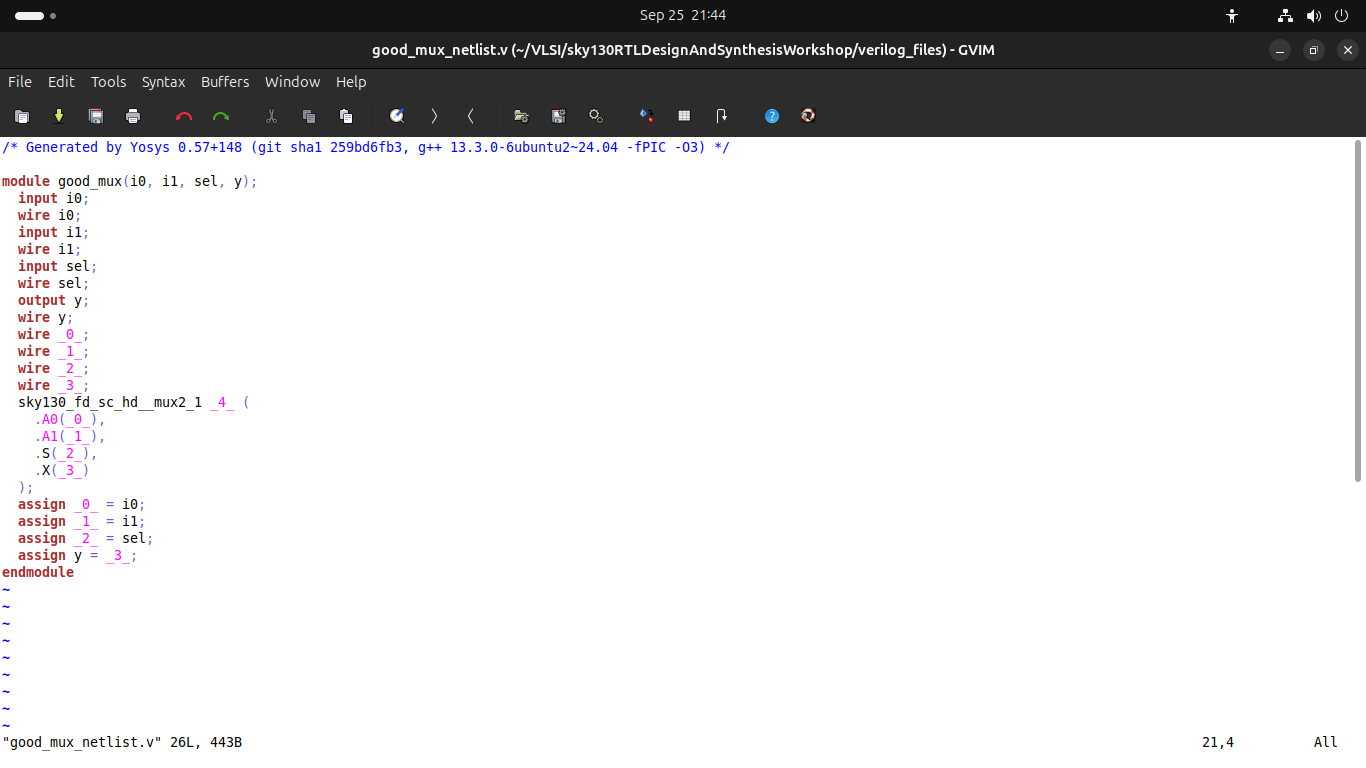 Sep 25 21:44
good_mux_netlist.v (~/VLSI/sky130RTLDesignAndSynthesisWorkshop/verilog_files) - GVIM
File Edit Tools Syntax Buffers Window Help
/* Generated by Yosys 0.57+148 (git sha1 259bd6fb3, g++ 13.3.0-6ubuntu2~24.04 -fPIC -O3) */
module good_mux(i0, i1, sel, y);
  input i0;
  wire i0;
  input i1;
  wire i1;
  input sel;
  wire sel;
  output y;
  wire y;
  wire _0_;
  wire _1_;
  wire _2_;
  wire _3_;
  sky130_fd_sc_hd__mux2_1 _4_ (
    .A0(_0_),
    .A1(_1_),
    .S(_2_),
    .X(_3_)
  );
  assign _0_ = i0;
  assign _1_ = i1;
  assign _2_ = sel;
  assign y = _3_;
endmodule
~
~
~
~
~
~
~
~
~
"good_mux_netlist.v" 26L, 443B 21,4 All